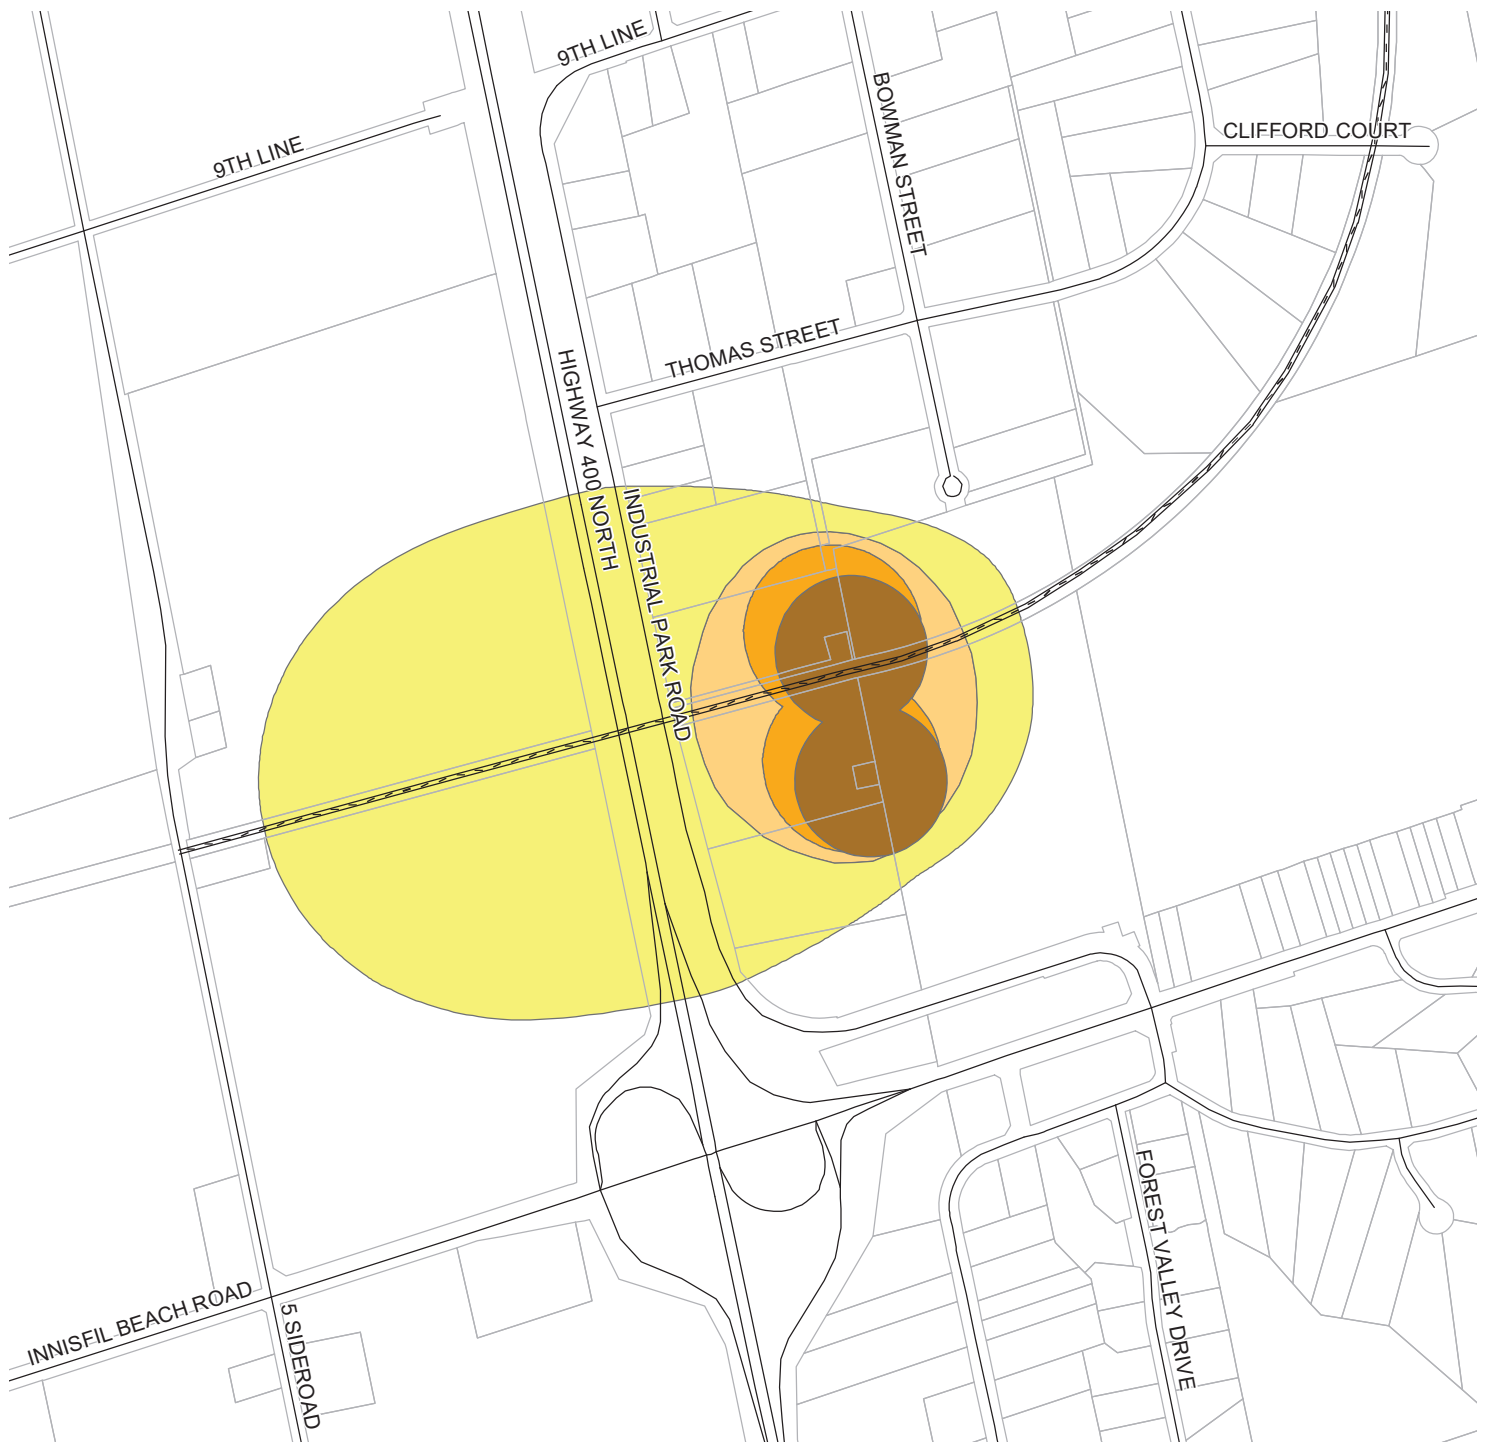 9TH LINE
BOWMAN STREET
CLIFFORD COURT
9TH LINE
THOMAS STREET
HIGHWAY 400 NORTH
INDUSTRIAL PARK ROAD
FOREST VALLEY DRIVE
INNISFIL BEACH ROAD
5 SIDEROAD